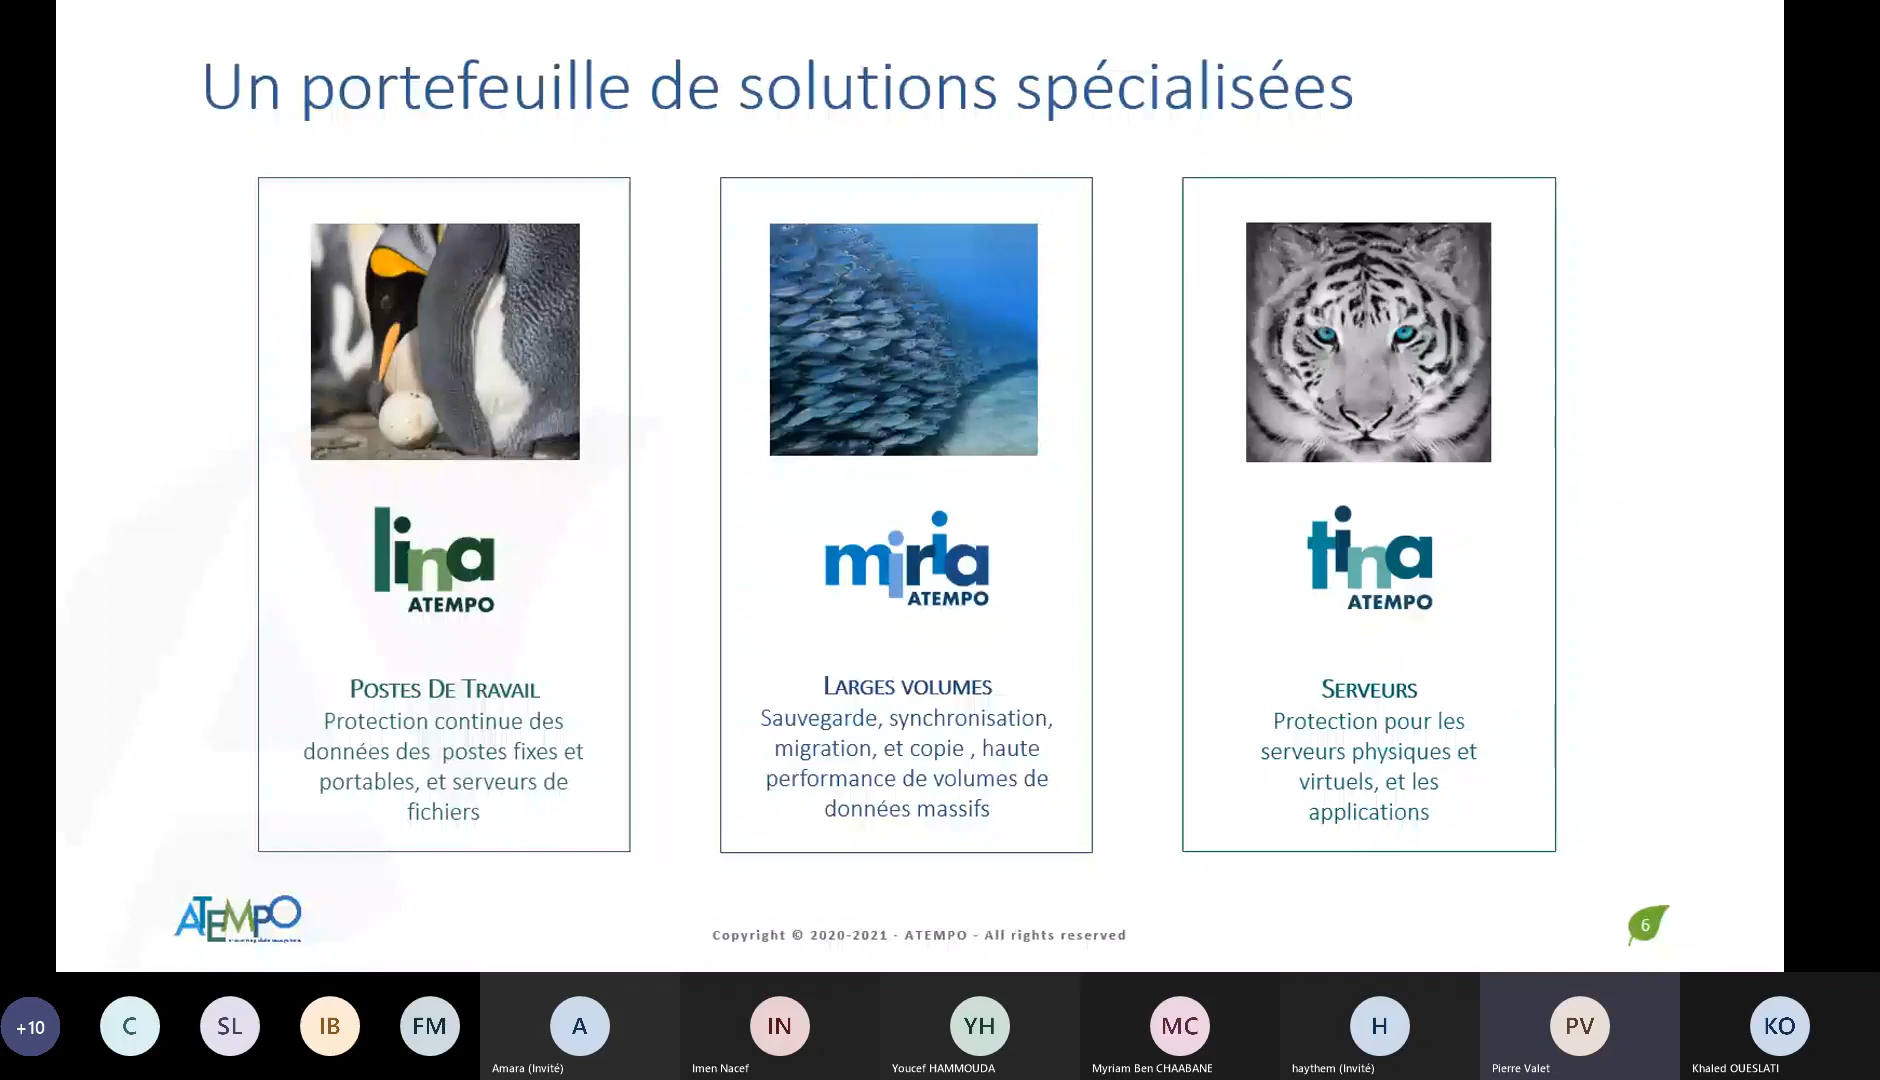 Un portefeuille de solutions spécialisées
lina
ATEMPO
POSTES DE TRAVAIL
Protection continue des
données des postes fixes et
portables, et serveurs de
fichiers
miria
ATEMPO
LARGES VOLUMES
Sauvegarde, synchronisation,
migration, et copie , haute
performance de volumes de
données massifs
tina
ATEMPO
SERVEURS
Protection pour les
serveurs physiques et
virtuels, et les
applications
ATEMPO
Copyright © 2020-2021 - ATEMPO - All rights reserved
6
+10
C
SL
IB
FM
A
IN
YH
MC
H
PV
KO
Amara (Invité)
Imen Nacef
Youcef HAMMOUDA
Myriam Ben CHAABANE
haythem (Invité)
Pierre Valet
Khaled OUESLATI